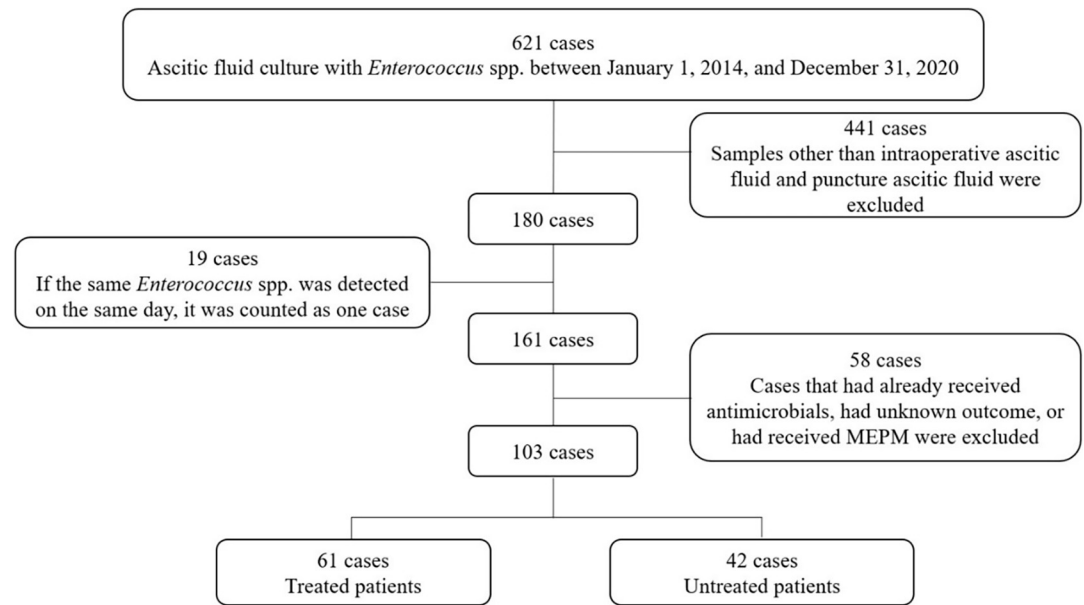 621 cases
Ascitic fluid culture with Enterococcus spp. between January 1, 2014, and December 31, 2020
441 cases
Samples other than intraoperative ascitic
fluid and puncture ascitic fluid were
excluded
180 cases
19 cases
If the same Enterococcus spp. was detected
on the same day, it was counted as one case
161 cases
58 cases
Cases that had already received
antimicrobials, had unknown outcome, or
had received MEPM were excluded
103 cases
61 cases
Treated patients
42 cases
Untreated patients